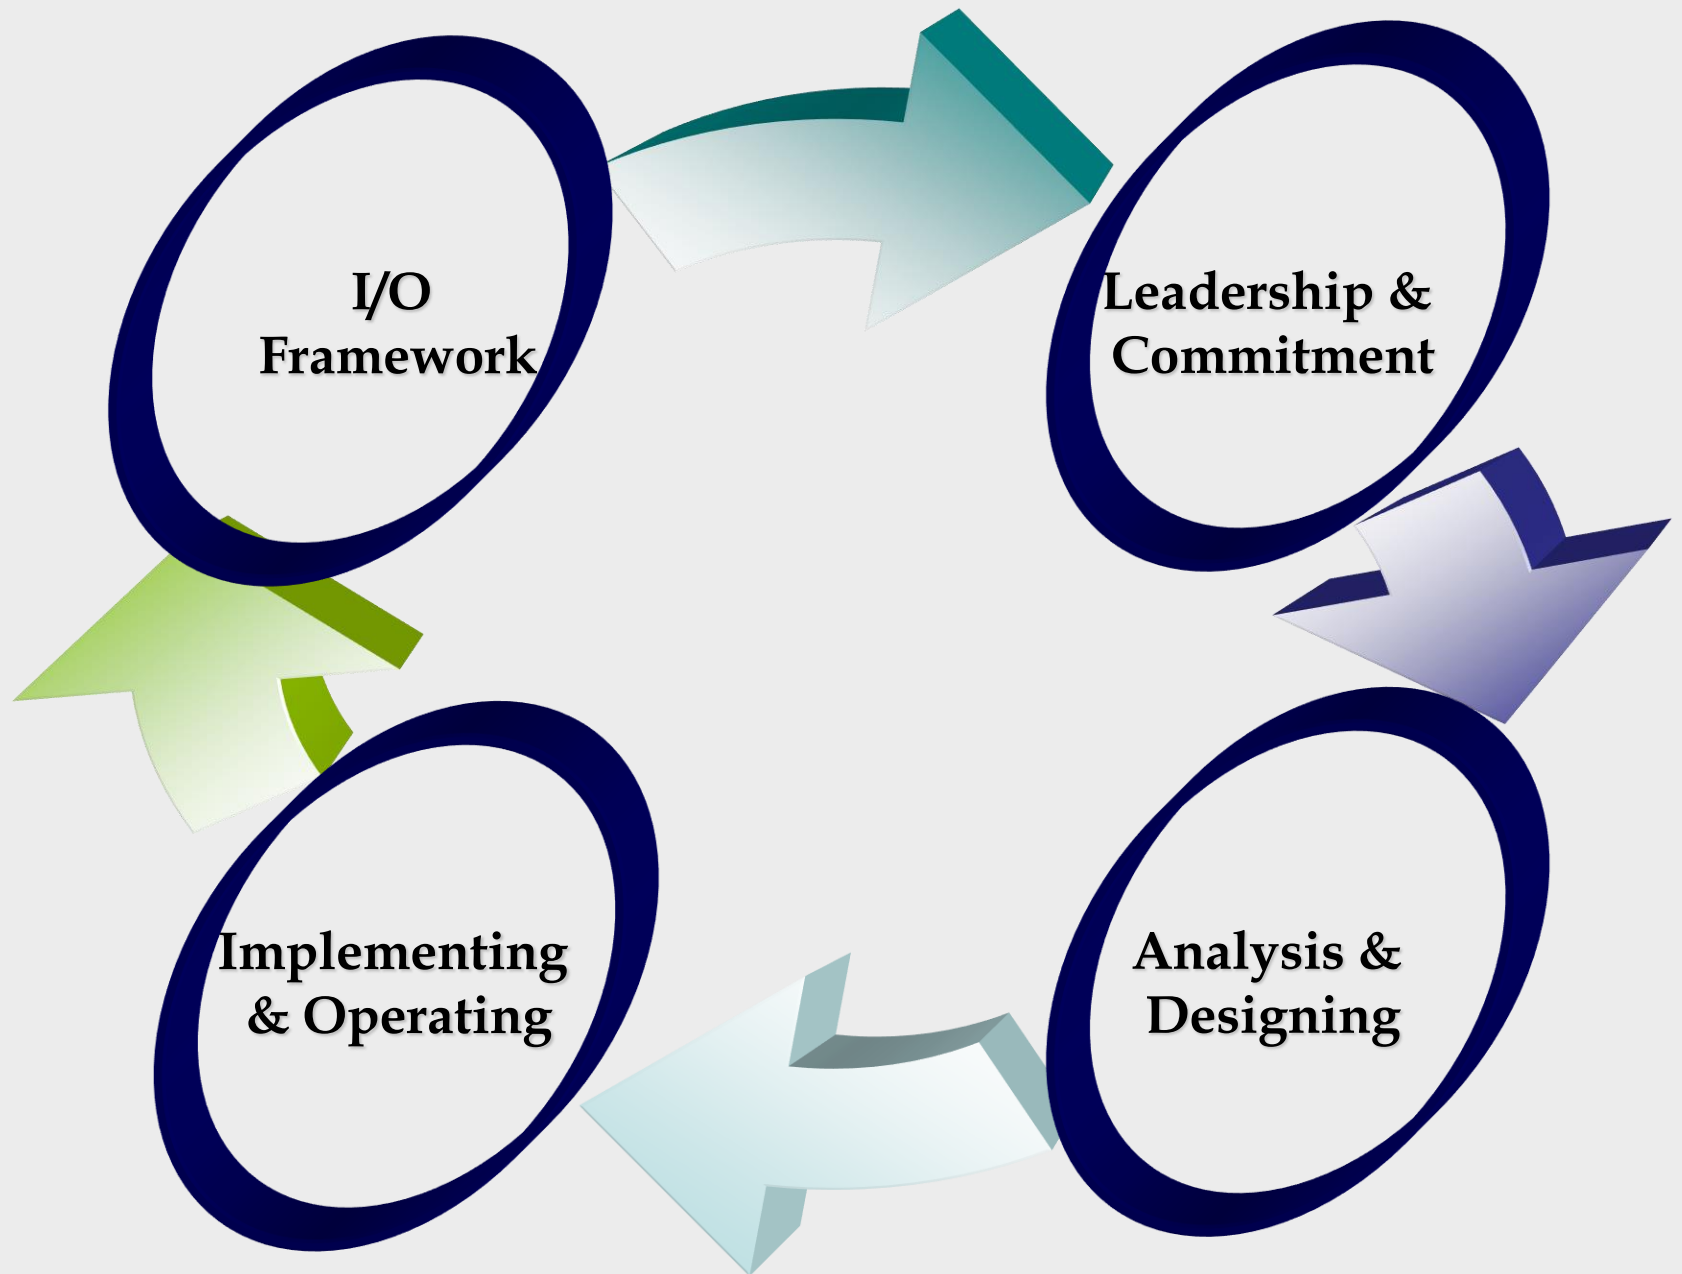 I/O
Framework
Leadership &
Commitment
Implementing
& Operating
Analysis &
Designing